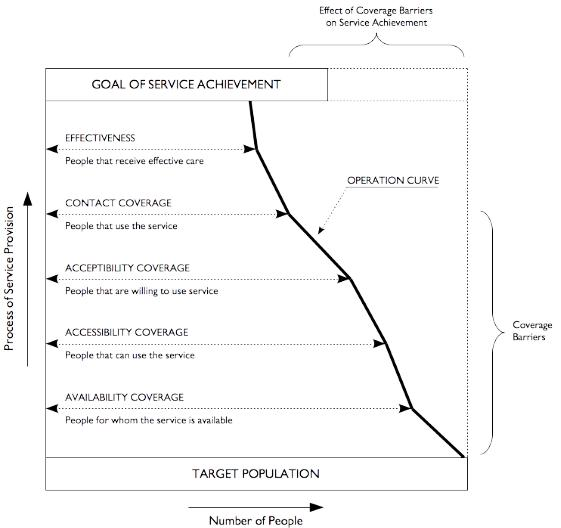 Effect of Coverage Barriers
on Service Achievement
GOAL OF SERVICE ACHIEVEMENT
EFFECTIVENESS
People that receive effective care
OPERATION CURVE
CONTACT COVERAGE
People that use the service
ACCEPTIBILITY COVERAGE
People that are willing to use service
ACCESSIBILITY COVERAGE
People that can use the service
AVAILABILITY COVERAGE
People for whom the service is available
TARGET POPULATION
Process of Service Provision
Coverage
Barriers
Number of People